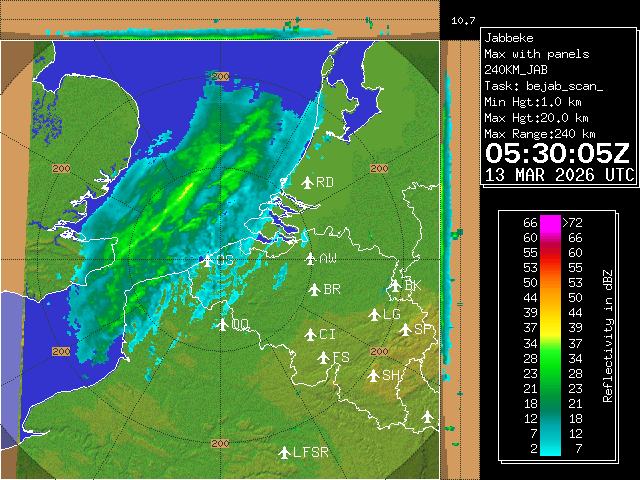 10.7
Jabbeke
Max with panels
240KM_JAB
Task: bejab_scan_
Min Hgt:1.0 km
Max Hgt:20.0 km
Max Range:240 km
05:30:05Z
13 MAR 2026 UTC
200
200
200
RD
OS
AW
BR
BK
LG
QO
CI
SP
200
FS
SH
200
LFSR
66 >72
60 66
55 60
53 55
50 53
44 50
39 44
37 39
34 37
28 34
23 28
21 23
18 21
12 18
7 12
2 7
Reflectivity in dBZ